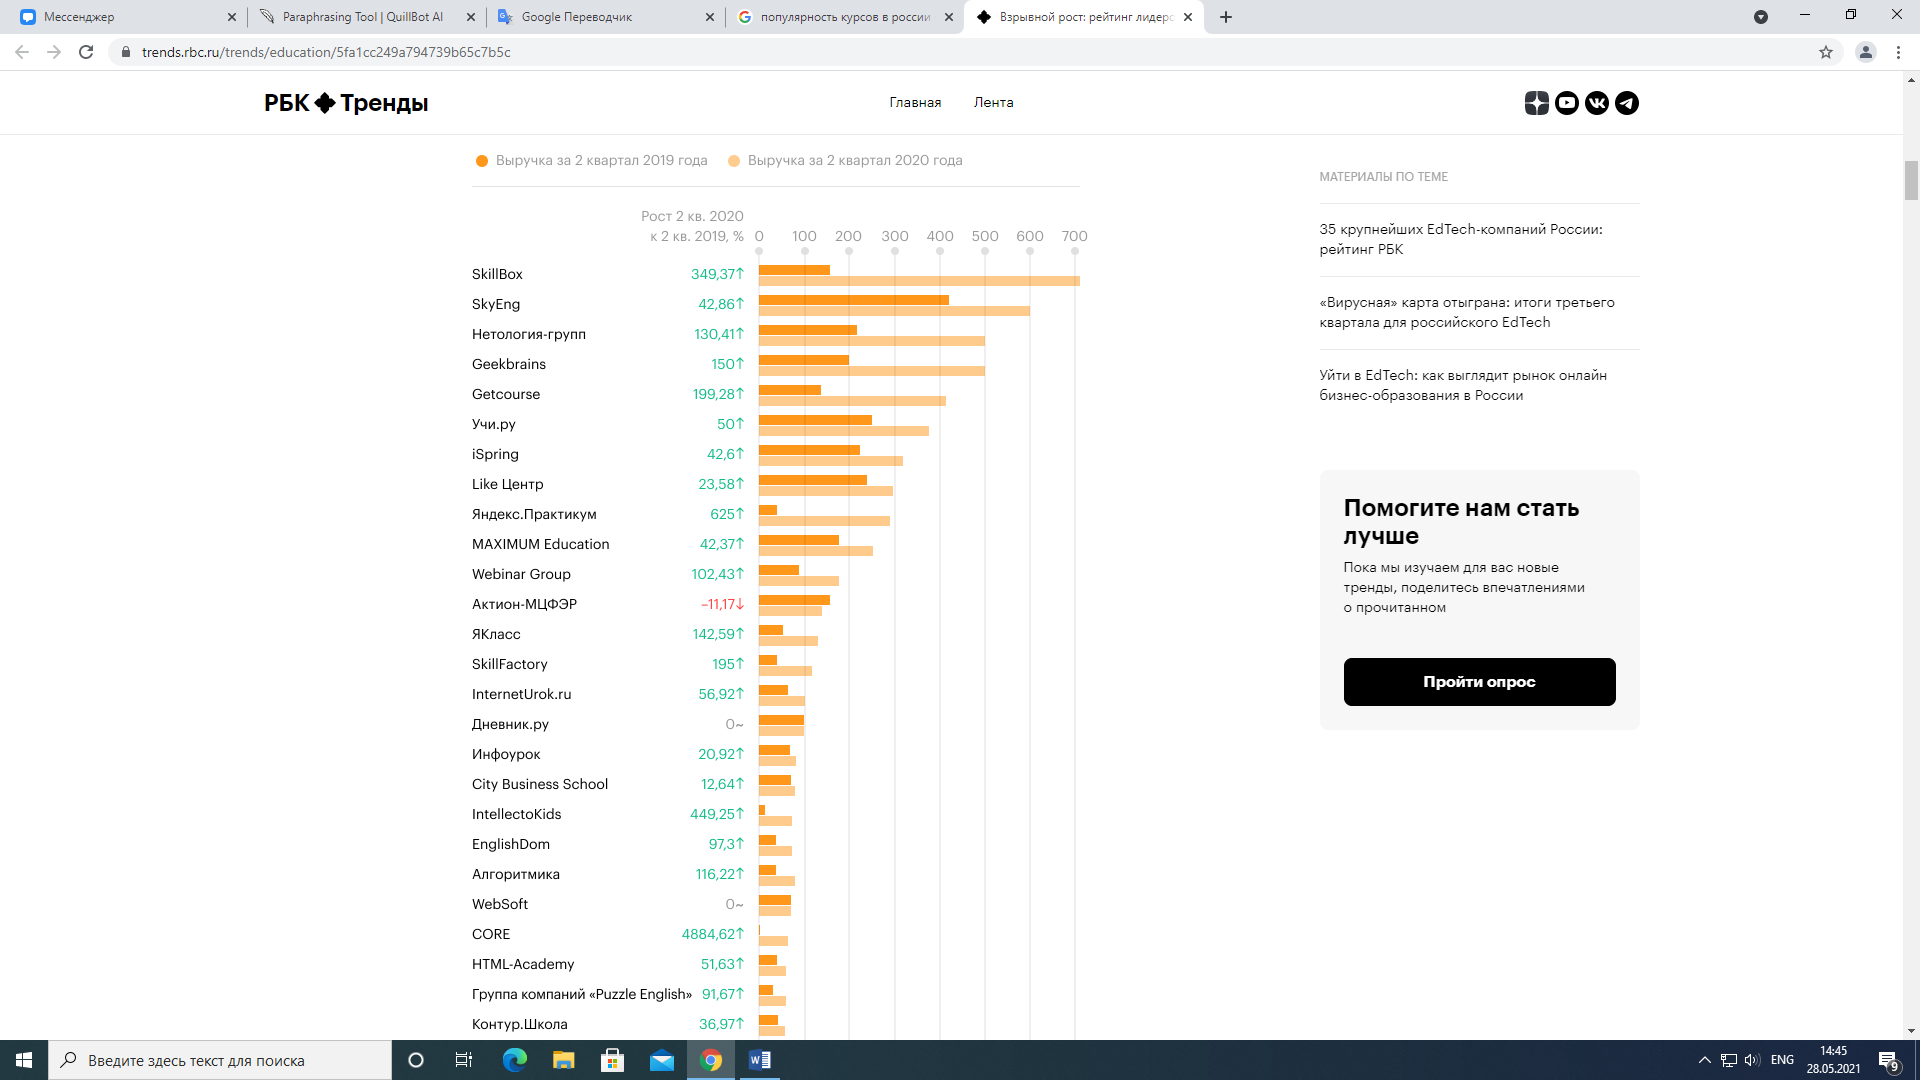 Мессенджер
Paraphrasing Tool | QuillBot AI
Google Переводчик
популярность курсов в россии
Взрывной рост: рейтинг лидерс
trends.rbc.ru/trends/education/5fa1cc249a794739b65c7b5c
РБК Тренды
Главная
Лента
Выручка за 2 квартал 2019 года
Выручка за 2 квартал 2020 года
Рост 2 кв. 2020
к 2 кв. 2019, %
0 100 200 300 400 500 600 700
SkillBox 349,37↑
SkyEng 42,86↑
Нетология-групп 130,41↑
Geekbrains 150↑
Getcourse 199,28↑
Учи.ру 50↑
iSpring 42,6↑
Like Центр 23,58↑
Яндекс.Практикум 625↑
MAXIMUM Education 42,37↑
Webinar Group 102,43↑
Актион-МЦФЭР –11,17↓
ЯКласс 142,59↑
SkillFactory 195↑
InternetUrok.ru 56,92↑
Дневник.ру 0~
Инфоурок 20,92↑
City Business School 12,64↑
IntellectoKids 449,25↑
EnglishDom 97,3↑
Алгоритмика 116,22↑
WebSoft 0~
CORE 4884,62↑
HTML-Academy 51,63↑
Группа компаний «Puzzle English» 91,67↑
Контур.Школа 36,97↑
МАТЕРИАЛЫ ПО ТЕМЕ
35 крупнейших EdTech-компаний России:
рейтинг РБК
«Вирусная» карта отыграна: итоги третьего
квартала для российского EdTech
Уйти в EdTech: как выглядит рынок онлайн
бизнес-образования в России
Помогите нам стать
лучше
Пока мы изучаем для вас новые
тренды, поделитесь впечатлениями
о прочитанном
Пройти опрос
Введите здесь текст для поиска
ENG
14:45
28.05.2021
9